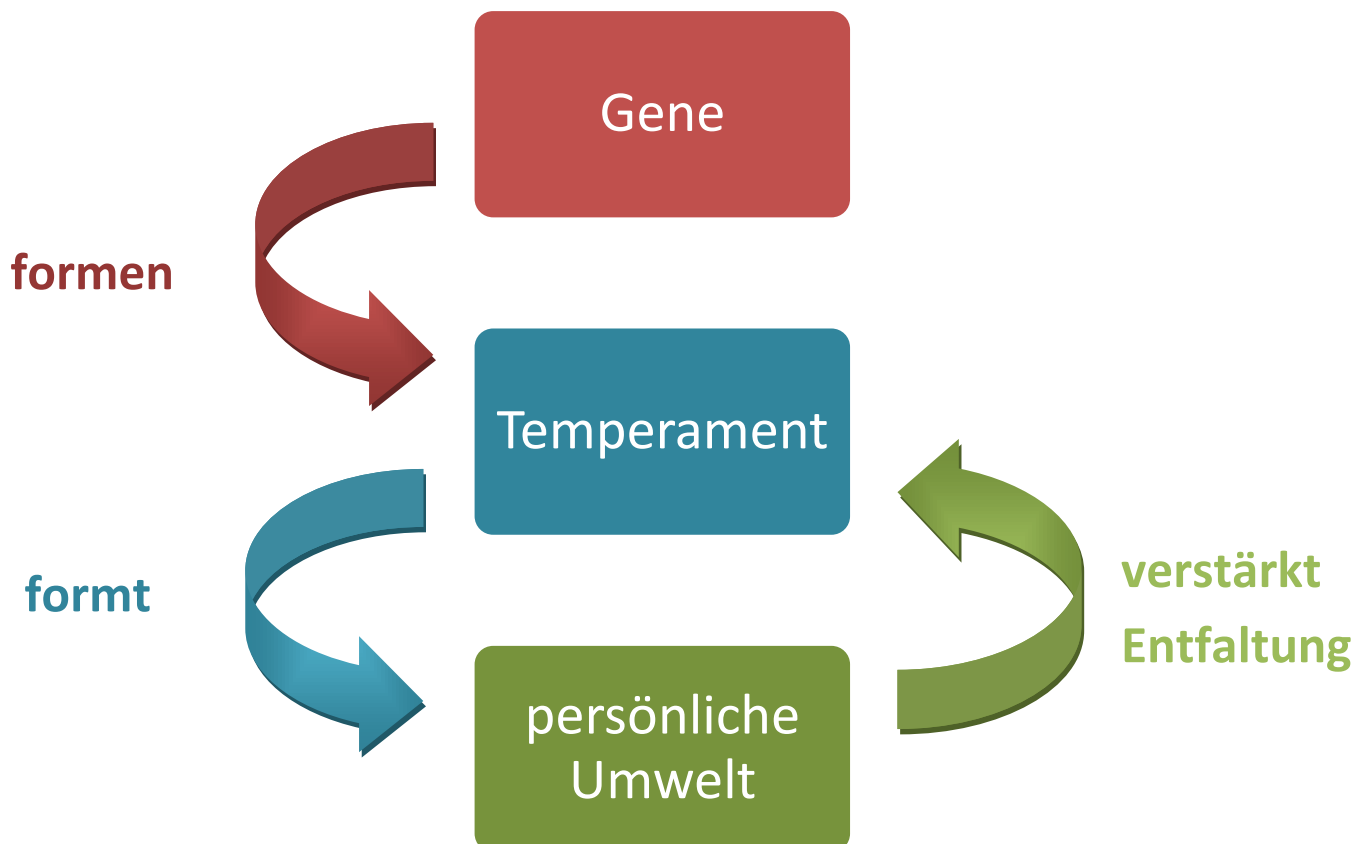 Gene
formen
Temperament
formt
verstärkt
Entfaltung
persönliche
Umwelt